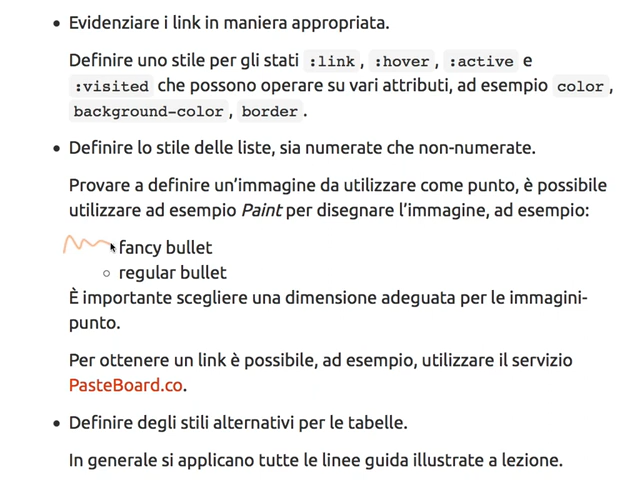 Evidenziare i link in maniera appropriata.
Definire uno stile per gli stati :link, :hover, :active e
:visited che possono operare su vari attributi, ad esempio color,
background-color, border.
Definire lo stile delle liste, sia numerate che non-numerate.
Provare a definire un'immagine da utilizzare come punto, è possibile
utilizzare ad esempio Paint per disegnare l'immagine, ad esempio:
fancy bullet
regular bullet
È importante scegliere una dimensione adeguata per le immagini-
punto.
Per ottenere un link è possibile, ad esempio, utilizzare il servizio
PasteBoard.co.
Definire degli stili alternativi per le tabelle.
In generale si applicano tutte le linee guida illustrate a lezione.